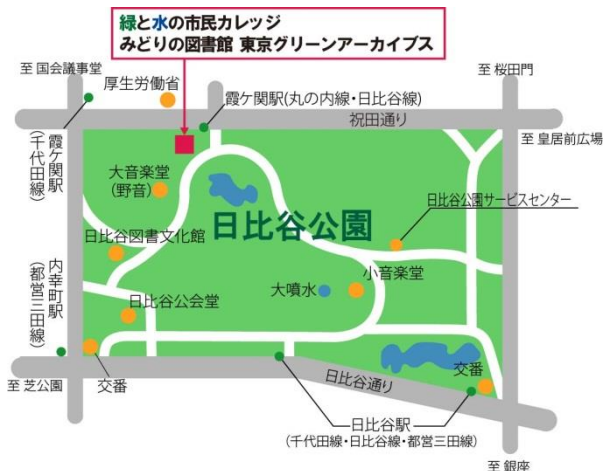 緑と水の市民カレッジ
みどりの図書館 東京グリーンアーカイブス
至 国会議事堂
厚生労働省
至 桜田門
霞ケ関駅(丸の内線・日比谷線)
祝田通り
霞ケ関駅
(千代田線)
至 皇居前広場
大音楽堂
(野音)
日比谷公園サービスセンター
日比谷公園
日比谷図書文化館
内幸町駅
(都営三田線)
大噴水
小音楽堂
日比谷公会堂
交番
至 芝公園
交番
日比谷通り
日比谷駅
(千代田線・日比谷線・都営三田線)
至 銀座